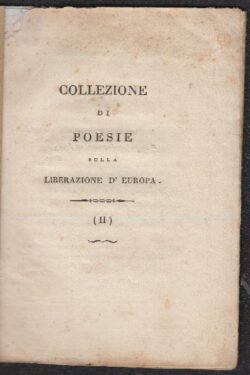 COLLEZIONE
DI
POESIE
SULLA
LIBERAZIONE D' EUROPA.
(II)